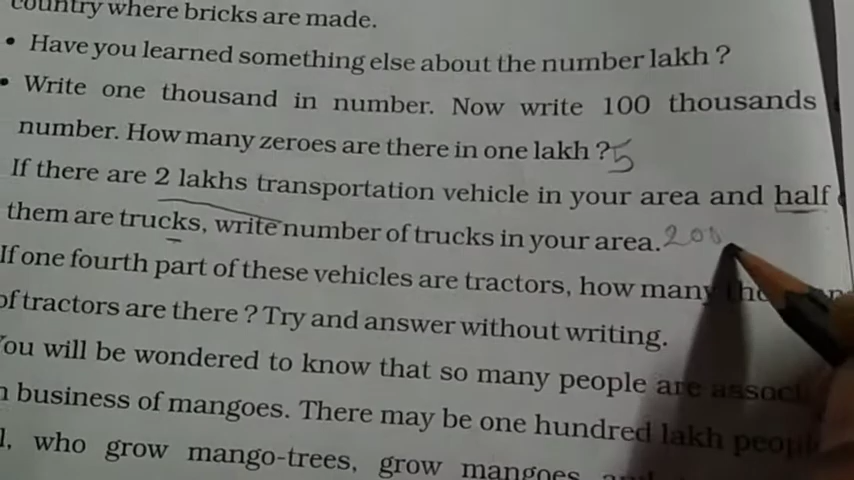 country where bricks are made.
• Have you learned something else about the number lakh ?
• Write one thousand in number. Now write 100 thousands
number. How many zeroes are there in one lakh ? 5
If there are 2 lakhs transportation vehicle in your area and half
them are trucks, write number of trucks in your area. 200
If one fourth part of these vehicles are tractors, how many
of tractors are there ? Try and answer without writing.
You will be wondered to know that so many people are
business of mangoes. There may be one hundred lakh
who grow mango-trees, grow mangoes